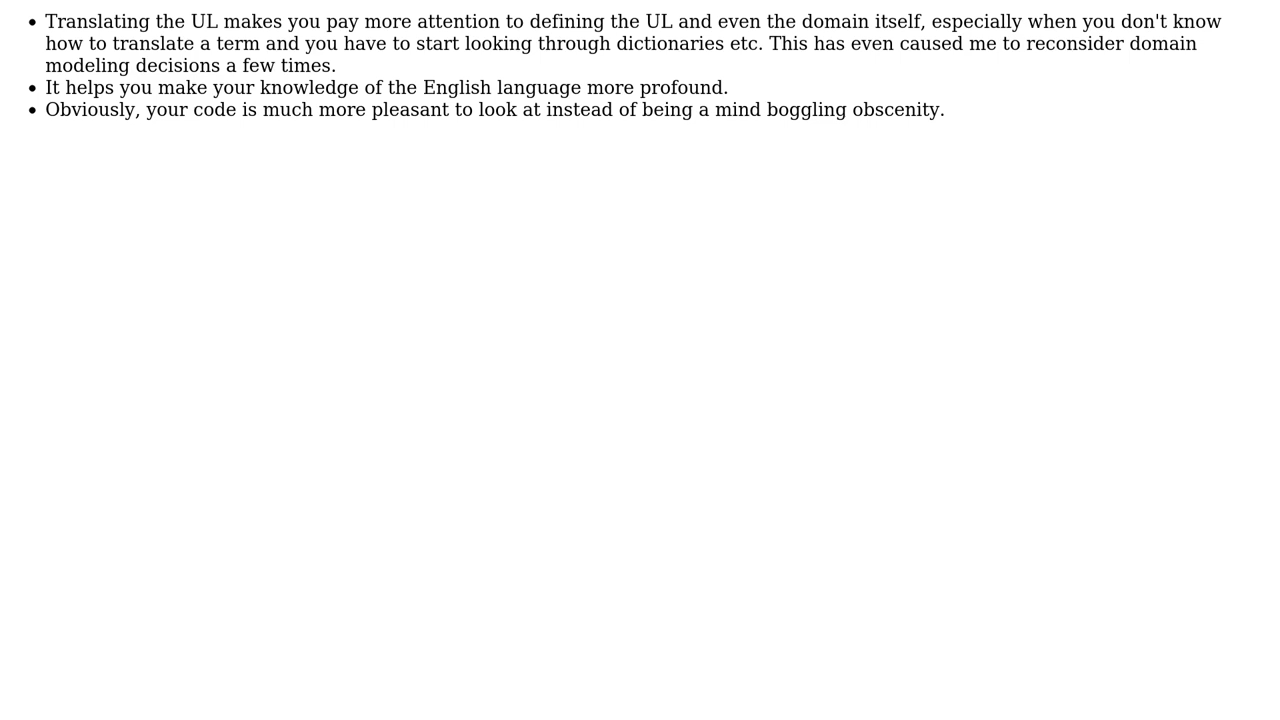 • Translating the UL makes you pay more attention to defining the UL and even the domain itself, especially when you don't know
how to translate a term and you have to start looking through dictionaries etc. This has even caused me to reconsider domain
modeling decisions a few times.
• It helps you make your knowledge of the English language more profound.
• Obviously, your code is much more pleasant to look at instead of being a mind boggling obscenity.